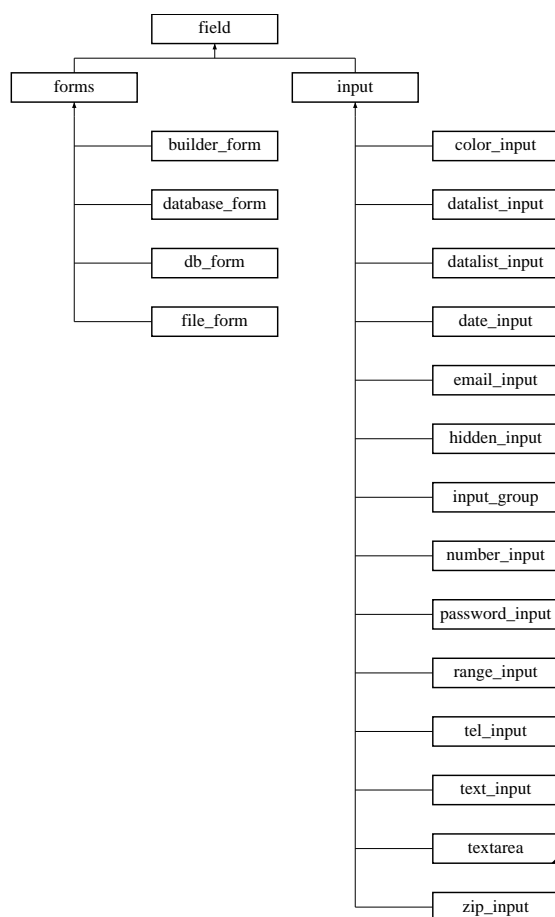 field
forms
input
builder_form
color_input
database_form
datalist_input
db_form
datalist_input
file_form
date_input
email_input
hidden_input
input_group
number_input
password_input
range_input
tel_input
text_input
textarea
zip_input